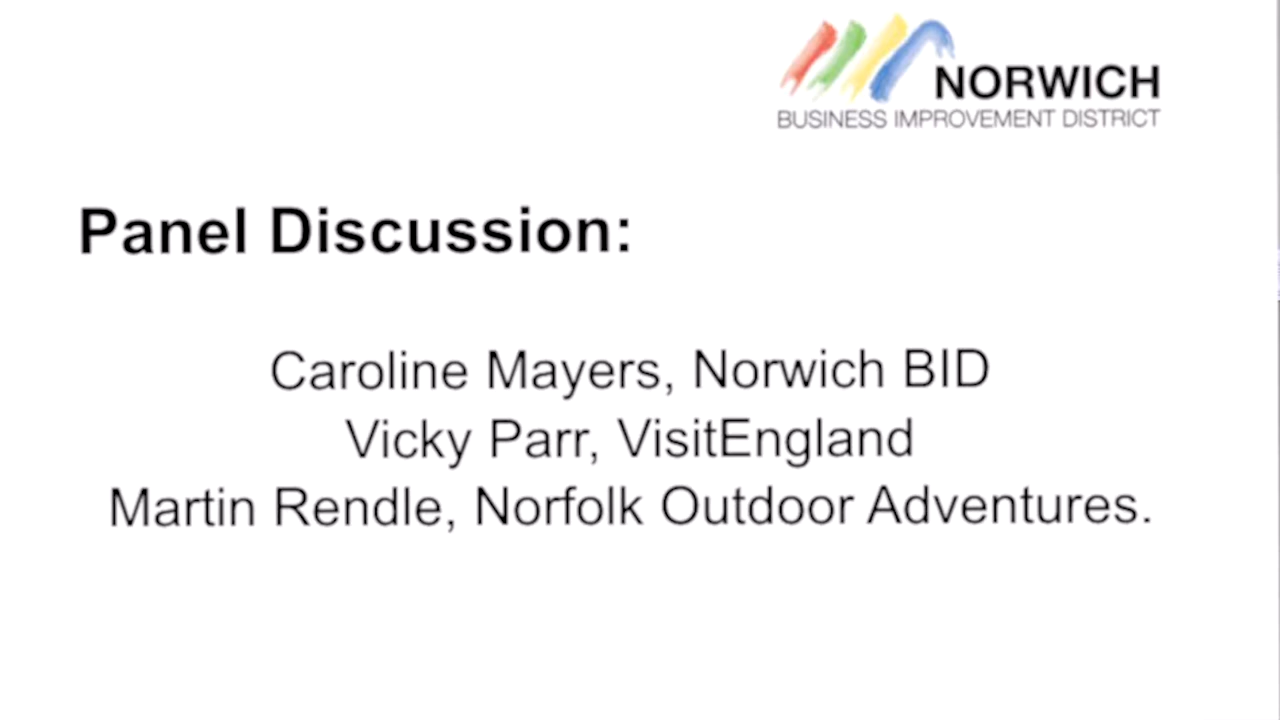 NORWICH
BUSINESS IMPROVEMENT DISTRICT
Panel Discussion:
Caroline Mayers, Norwich BID
Vicky Parr, VisitEngland
Martin Rendle, Norfolk Outdoor Adventures.